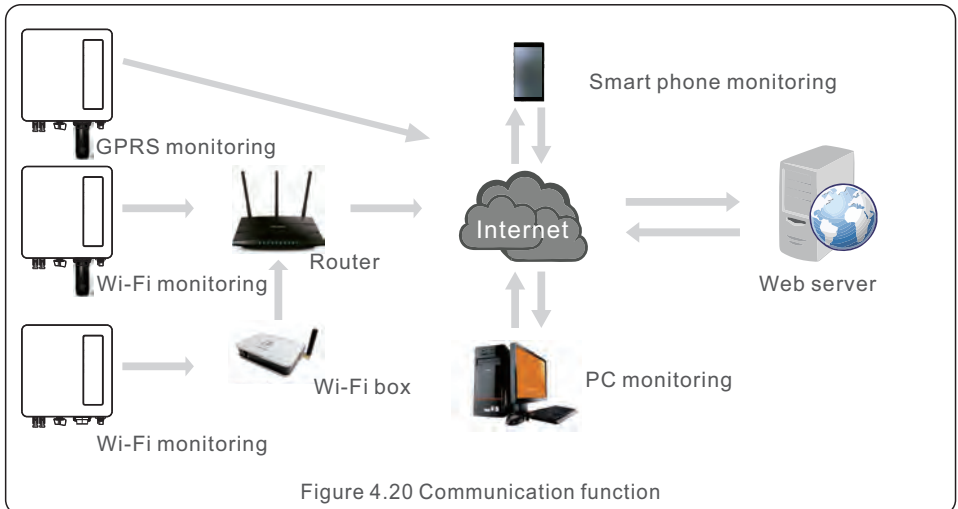 Smart phone monitoring
GPRS monitoring
Internet
Router
Wi-Fi monitoring
Web server
Wi-Fi box
PC monitoring
Wi-Fi monitoring
Figure 4.20 Communication function